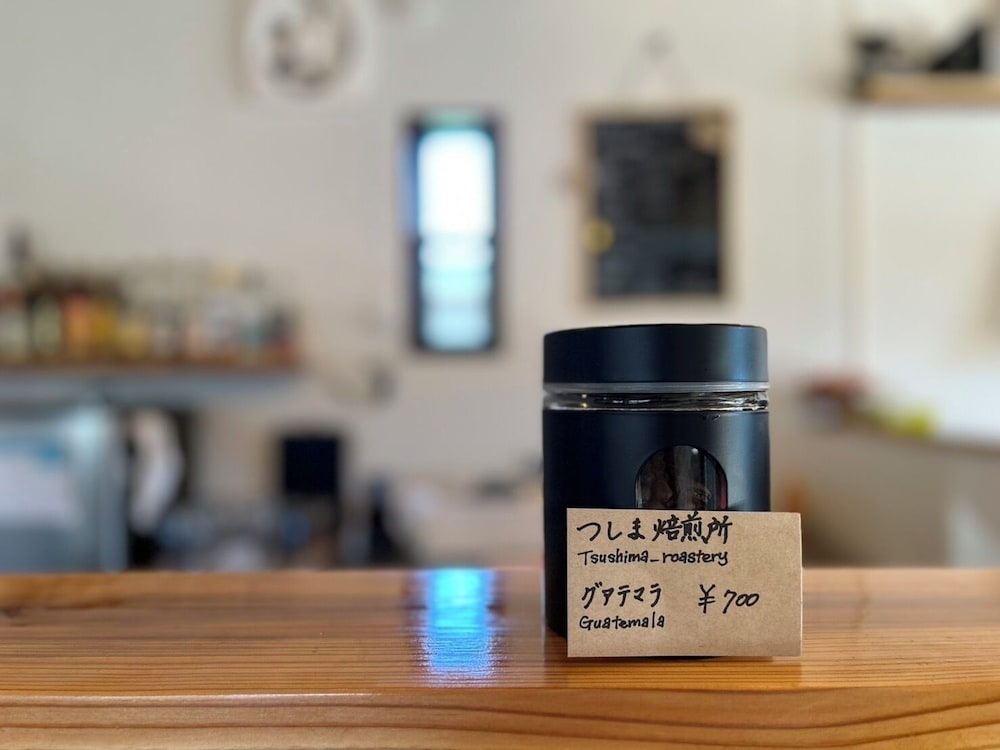 つしま焙煎所
Tsushima_roastery
グァテマラ ¥700
Guatemala